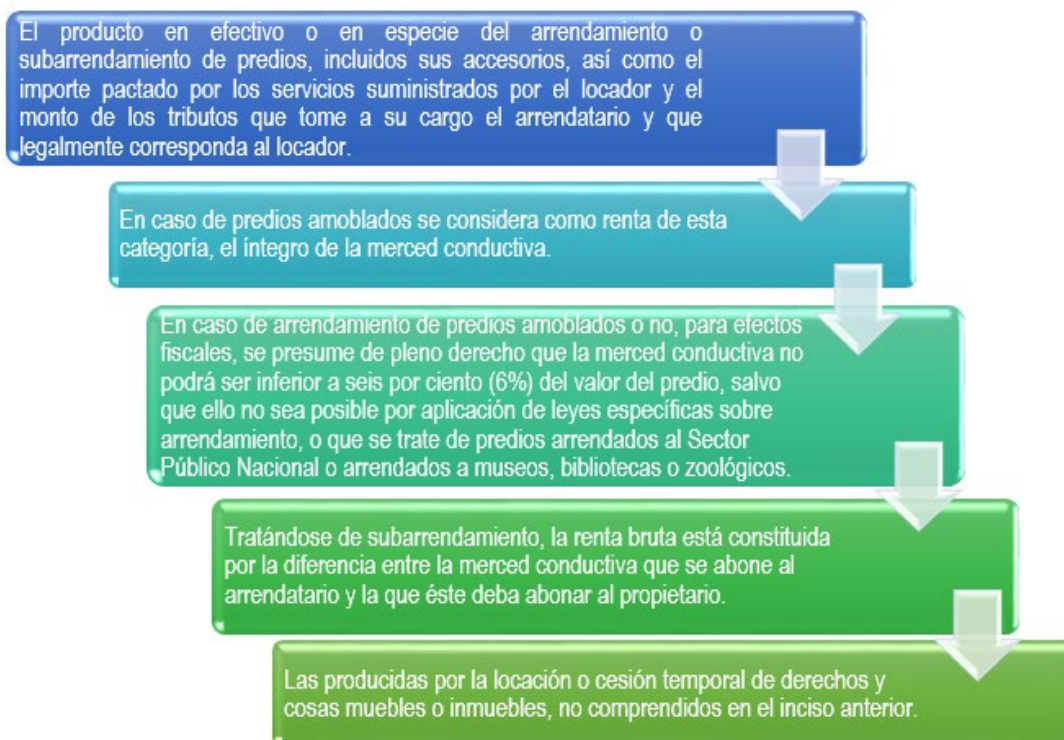 El producto en efectivo o en especie del arrendamiento o
subarrendamiento de predios, incluidos sus accesorios, así como el
importe pactado por los servicios suministrados por el locador y el
monto de los tributos que tome a su cargo el arrendatario y que
legalmente corresponda al locador.
En caso de predios amoblados se considera como renta de esta
categoría, el íntegro de la merced conductiva.
En caso de arrendamiento de predios amoblados o no, para efectos
fiscales, se presume de pleno derecho que la merced conductiva no
podrá ser inferior a seis por ciento (6%) del valor del predio, salvo
que ello no sea posible por aplicación de leyes específicas sobre
arrendamiento, o que se trate de predios arrendados al Sector
Público Nacional o arrendados a museos, bibliotecas o zoológicos.
Tratándose de subarrendamiento, la renta bruta está constituida
por la diferencia entre la merced conductiva que se abone al
arrendatario y la que éste deba abonar al propietario.
Las producidas por la locación o cesión temporal de derechos y
cosas muebles o inmuebles, no comprendidos en el inciso anterior.